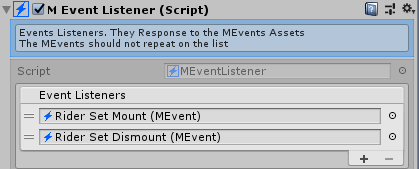 M Event Listener (Script)
Events Listeners. They Response to the MEvents Assets
The MEvents should not repeat on the list
Script
MEventListener
Event Listeners
Rider Set Mount (MEvent)
Rider Set Dismount (MEvent)